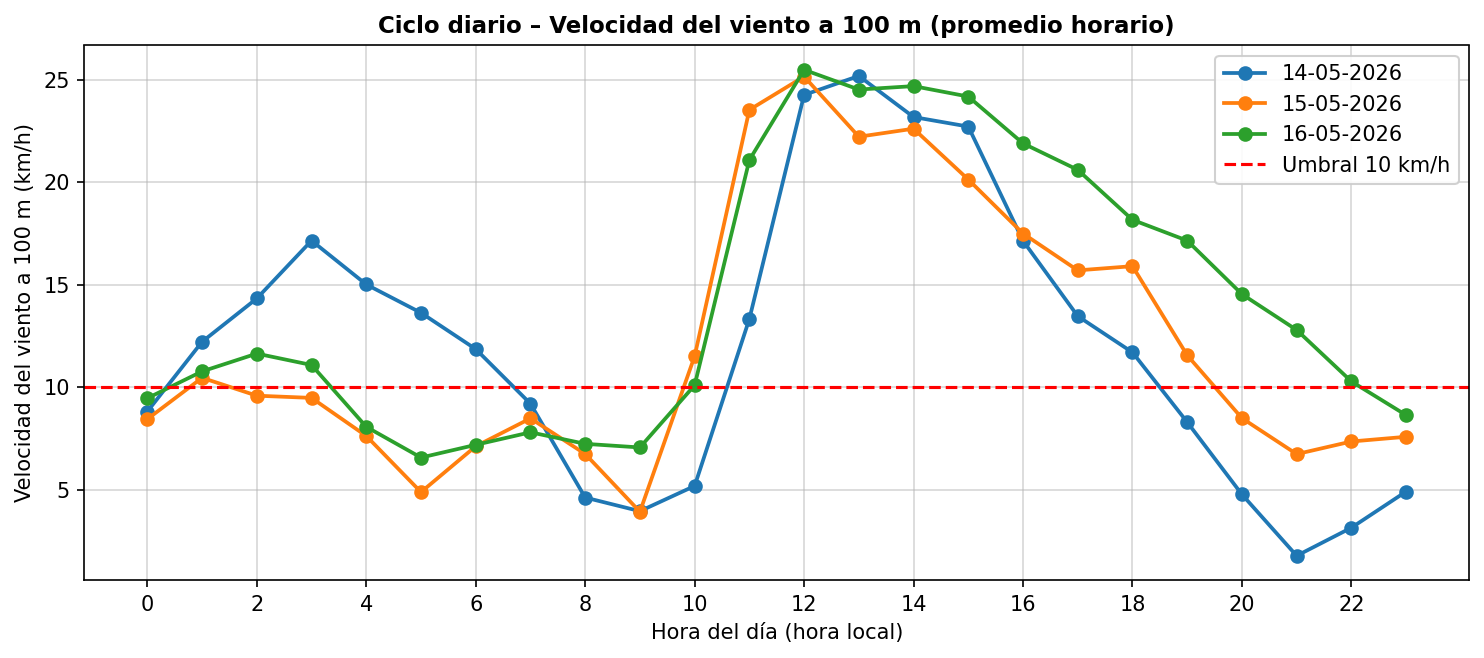 Ciclo diario – Velocidad del viento a 100 m (promedio horario)
Velocidad del viento a 100 m (km/h)
25
20
15
10
5
14-05-2026
15-05-2026
16-05-2026
Umbral 10 km/h
0 2 4 6 8 10 12 14 16 18 20 22
Hora del día (hora local)